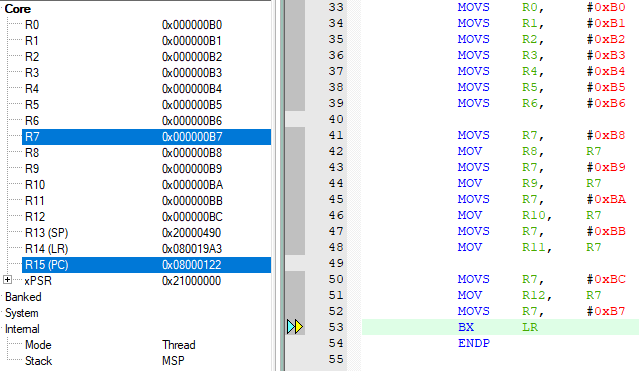 Core
R0 0x000000B0
R1 0x000000B1
R2 0x000000B2
R3 0x000000B3
R4 0x000000B4
R5 0x000000B5
R6 0x000000B6
R7 0x000000B7
R8 0x000000B8
R9 0x000000B9
R10 0x000000BA
R11 0x000000BB
R12 0x000000BC
R13 (SP) 0x20000490
R14 (LR) 0x080019A3
R15 (PC) 0x08000122
xPSR 0x21000000
Banked
System
Internal
Mode Thread
Stack MSP
33 MOVS R0, #0xB0
34 MOVS R1, #0xB1
35 MOVS R2, #0xB2
36 MOVS R3, #0xB3
37 MOVS R4, #0xB4
38 MOVS R5, #0xB5
39 MOVS R6, #0xB6
40
41 MOVS R7, #0xB8
42 MOV R8, R7
43 MOVS R7, #0xB9
44 MOV R9, R7
45 MOVS R7, #0xBA
46 MOV R10, R7
47 MOVS R7, #0xBB
48 MOV R11, R7
49
50 MOVS R7, #0xBC
51 MOV R12, R7
52 MOVS R7, #0xB7
53 BX LR
54 ENDP
55